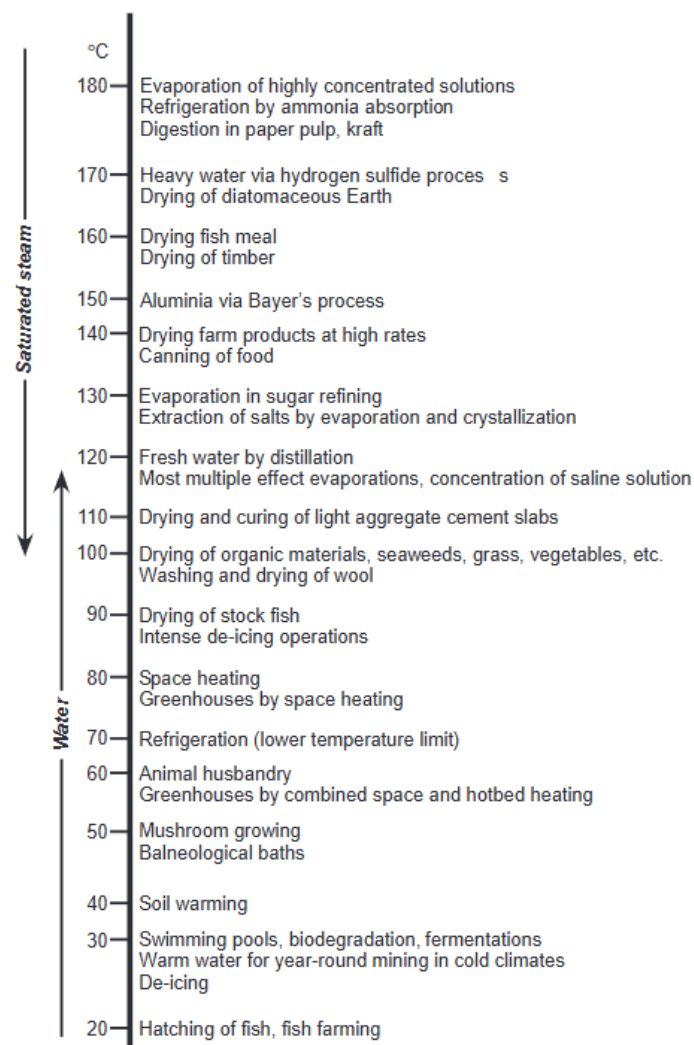 °C
180 Evaporation of highly concentrated solutions
Refrigeration by ammonia absorption
Digestion in paper pulp, kraft
170 Heavy water via hydrogen sulfide proces s
Drying of diatomaceous Earth
160 Drying fish meal
Drying of timber
150 Aluminia via Bayer's process
140 Drying farm products at high rates
Canning of food
130 Evaporation in sugar refining
Extraction of salts by evaporation and crystallization
120 Fresh water by distillation
Most multiple effect evaporations, concentration of saline solution
110 Drying and curing of light aggregate cement slabs
100 Drying of organic materials, seaweeds, grass, vegetables, etc.
Washing and drying of wool
90 Drying of stock fish
Intense de-icing operations
80 Space heating
Greenhouses by space heating
70 Refrigeration (lower temperature limit)
60 Animal husbandry
Greenhouses by combined space and hotbed heating
50 Mushroom growing
Balneological baths
40 Soil warming
30 Swimming pools, biodegradation, fermentations
Warm water for year-round mining in cold climates
De-icing
20 Hatching of fish, fish farming
Saturated steam
Water